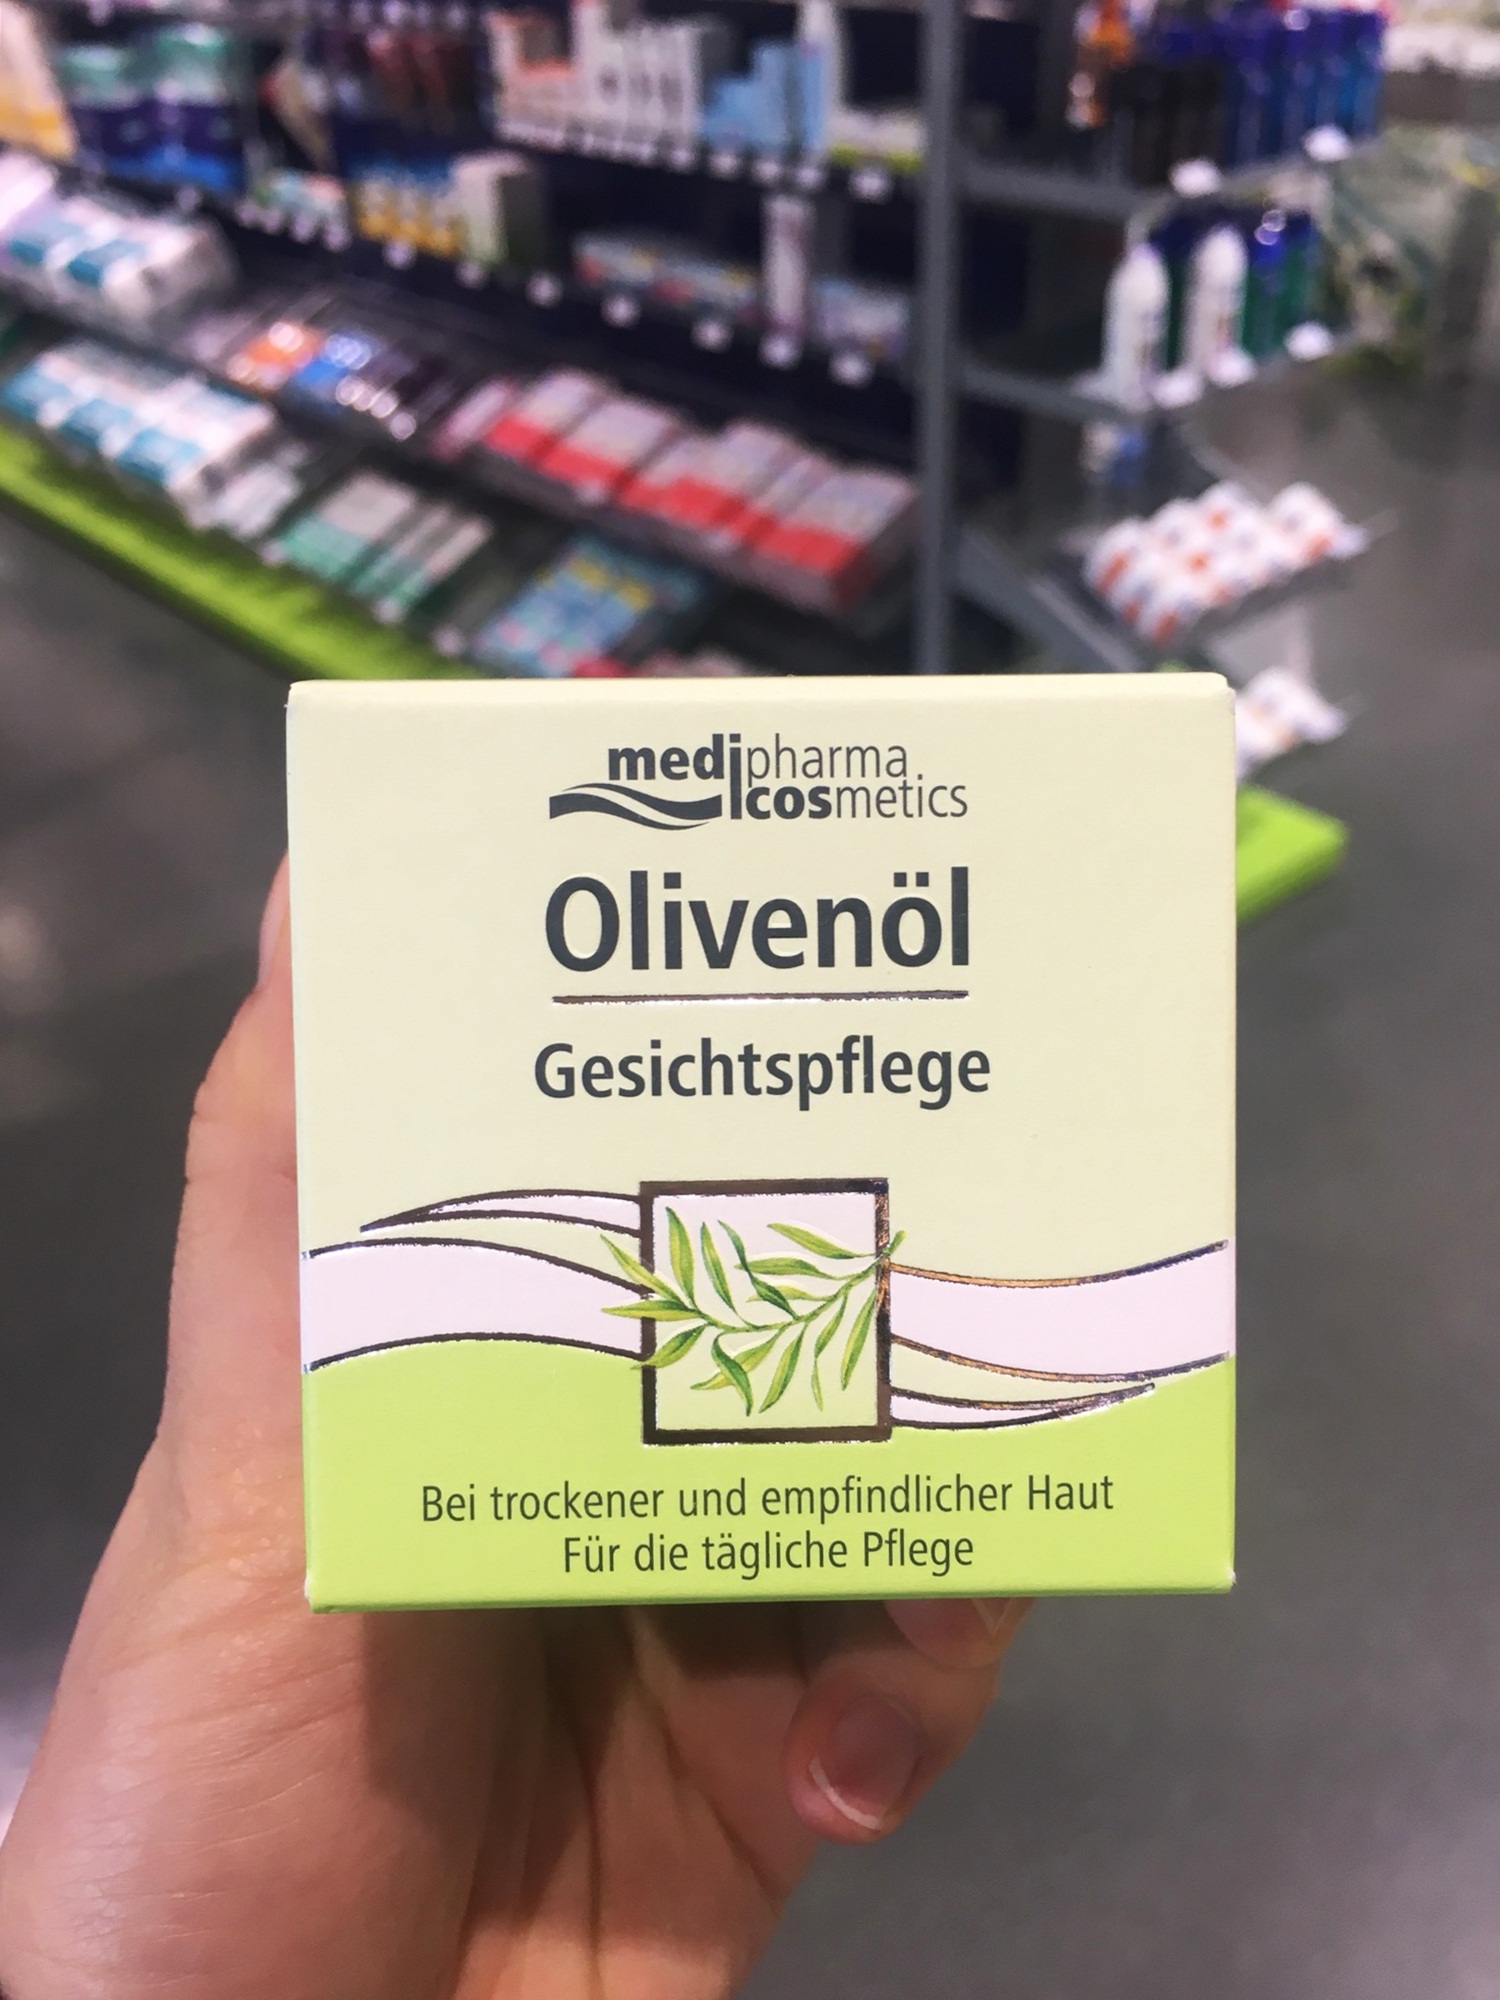 medipharma
cosmetics
Olivenöl
Gesichtspflege
Bei trockener und empfindlicher Haut
Für die tägliche Pflege